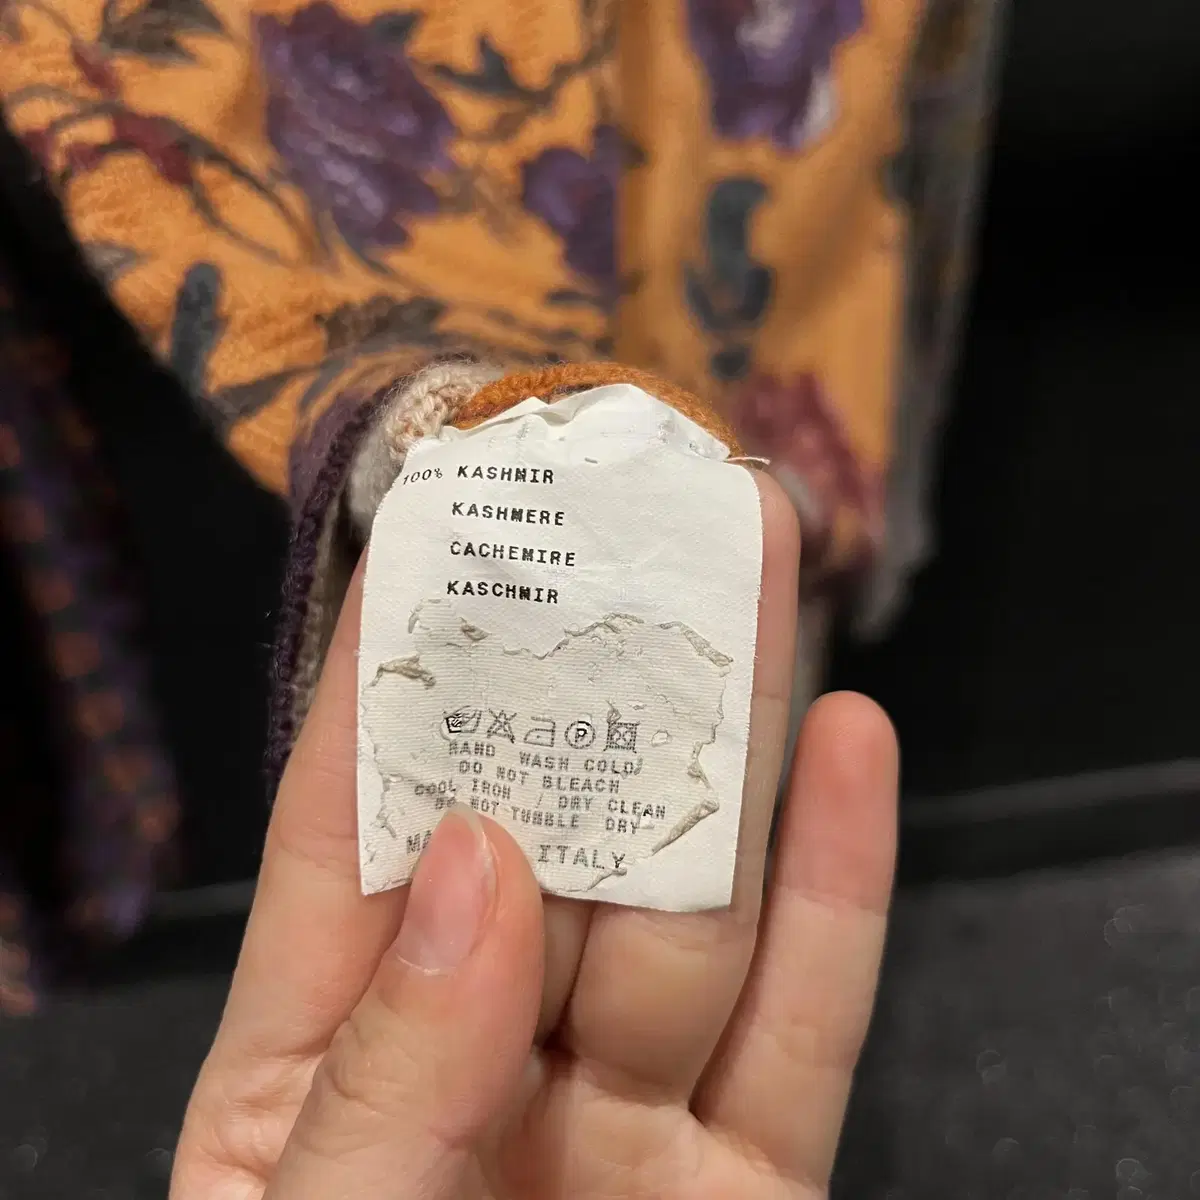 100% KASHMIR
KASHMERE
CACHEMIRE
KASCHMIR
P
HAND WASH COLD/
DO NOT BLEACH
COOL IRON / DRY CLEAN
DO NOT TUMBLE DRY
ITALY